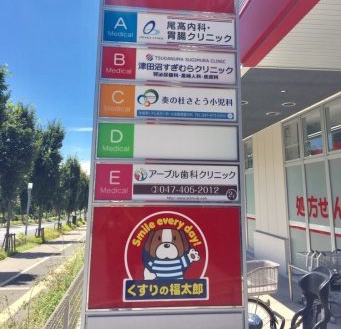 A
Medical
尾高内科・
胃腸クリニック
B
Medical
TSUDANUMA SUGIMURA CLINIC
津田沼すぎむらクリニック
C
Medical
奏の杜さとう小児科
D
Medical
E
Medical
アーブル歯科クリニック
047-405-2012
Smile every day!
くすりの福太郎
処方せん